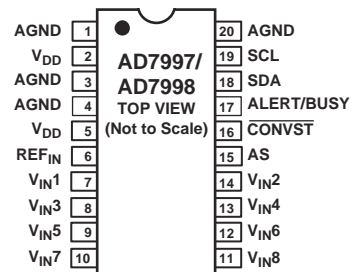 AGND 1 20 AGND
VDD 2 AD7997/ 19 SCL
AGND 3 AD7998 18 SDA
AGND 4 TOP VIEW 17 ALERT/BUSY
VDD 5 (Not to Scale) 16 CONVST
REFIN 6 15 AS
VIN1 7 14 VIN2
VIN3 8 13 VIN4
VIN5 9 12 VIN6
VIN7 10 11 VIN8